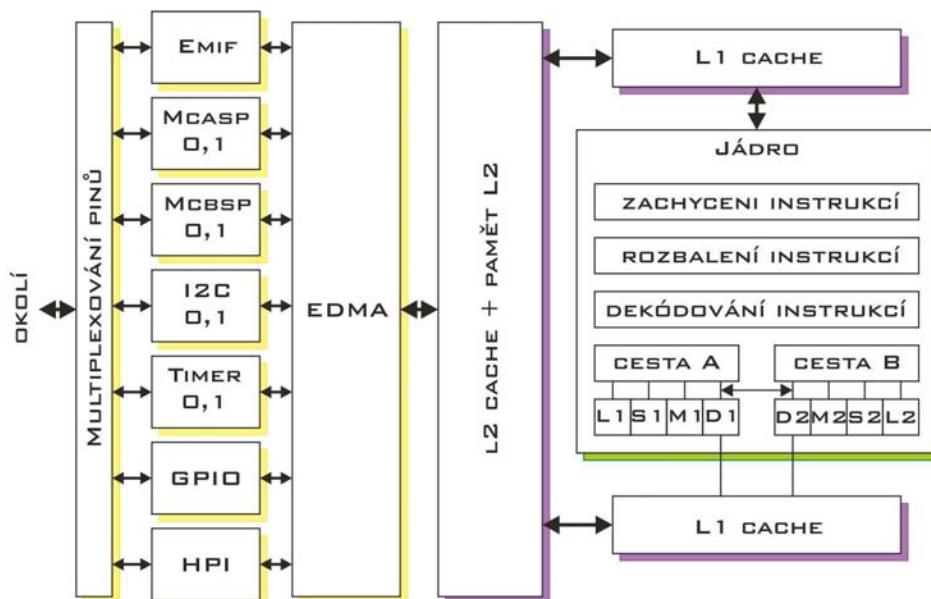 OKOLÍ
MULTIPLEXOVÁNÍ PINŮ
EMIF
MCASP
0,1
MCBSP
0,1
I2C
0,1
TIMER
0,1
GPIO
HPI
EDMA
L2 CACHE + PAMĚT L2
L1 CACHE
JÁDRO
ZACHYCENI INSTRUKCÍ
ROZBALENÍ INSTRUKCÍ
DEKÓDOVÁNÍ INSTRUKCÍ
CESTA A
L1 S1 M1 D1
CESTA B
D2 M2 S2 L2
L1 CACHE